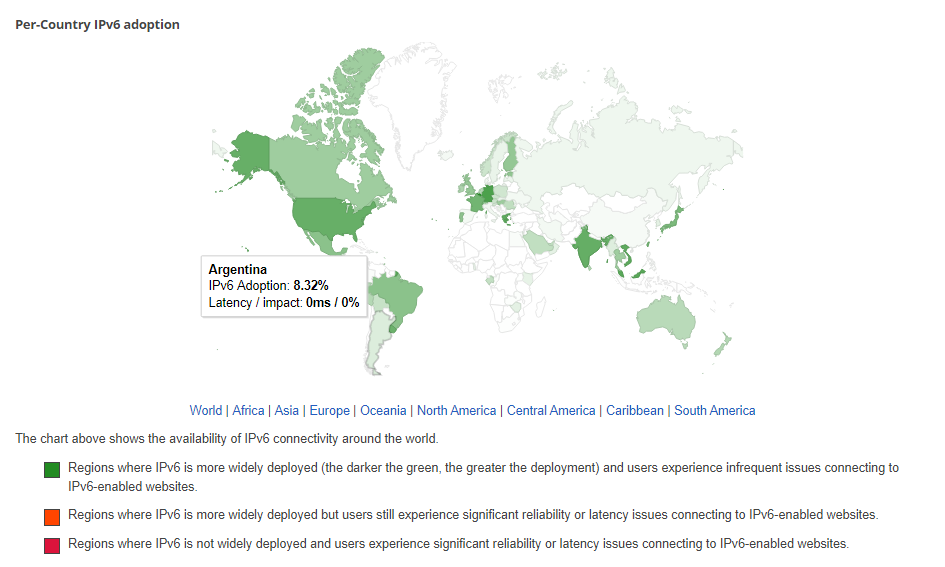 Per-Country IPv6 adoption
Argentina
IPv6 Adoption: 8.32%
Latency / impact: 0ms / 0%
World | Africa | Asia | Europe | Oceania | North America | Central America | Caribbean | South America
The chart above shows the availability of IPv6 connectivity around the world.
Regions where IPv6 is more widely deployed (the darker the green, the greater the deployment) and users experience infrequent issues connecting to
IPv6-enabled websites.
Regions where IPv6 is more widely deployed but users still experience significant reliability or latency issues connecting to IPv6-enabled websites.
Regions where IPv6 is not widely deployed and users experience significant reliability or latency issues connecting to IPv6-enabled websites.